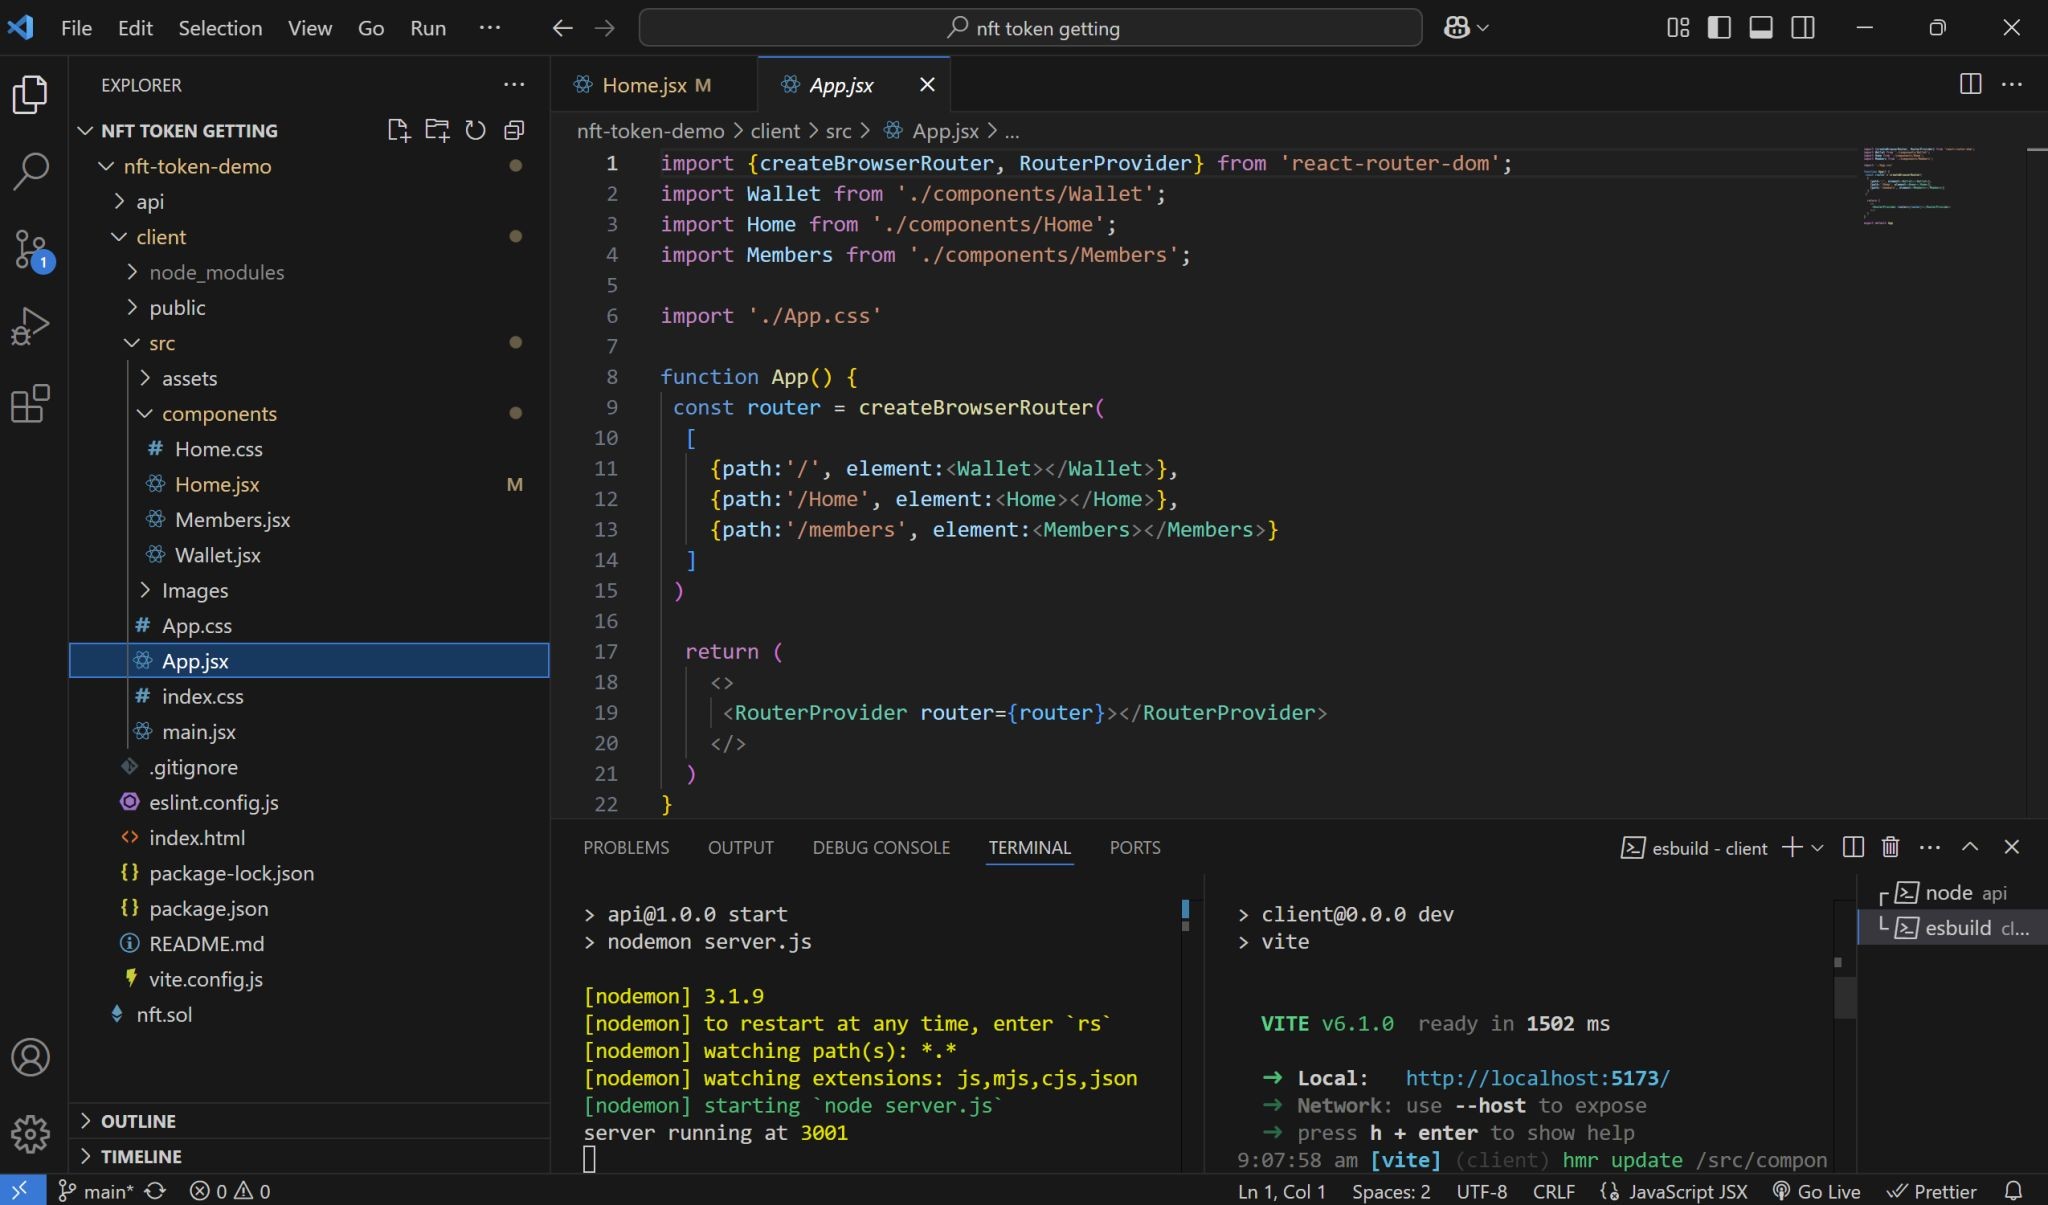 File Edit Selection View Go Run ···
nft token getting
EXPLORER
NFT TOKEN GETTING
nft-token-demo
api
client
node_modules
public
src
assets
components
Home.css
Home.jsx M
Members.jsx
Wallet.jsx
Images
App.css
App.jsx
index.css
main.jsx
.gitignore
eslint.config.js
index.html
package-lock.json
package.json
README.md
vite.config.js
nft.sol
OUTLINE
TIMELINE
1
Home.jsx M App.jsx
nft-token-demo > client > src > App.jsx > ...
1 import {createBrowserRouter, RouterProvider} from 'react-router-dom';
2 import Wallet from './components/Wallet';
3 import Home from './components/Home';
4 import Members from './components/Members';
5
6 import './App.css'
7
8 function App() {
9 const router = createBrowserRouter(
10 [
11 {path:'/', element:<Wallet></Wallet>},
12 {path:'/Home', element:<Home></Home>},
13 {path:'/members', element:<Members></Members>}
14 ]
15 )
16
17 return (
18 <>
19 <RouterProvider router={router}></RouterProvider>
20 </>
21 )
22 }
PROBLEMS OUTPUT DEBUG CONSOLE TERMINAL PORTS
esbuild - client
> api@1.0.0 start
> nodemon server.js
[nodemon] 3.1.9
[nodemon] to restart at any time, enter `rs`
[nodemon] watching path(s): *.*
[nodemon] watching extensions: js,mjs,cjs,json
[nodemon] starting `node server.js`
server running at 3001
> client@0.0.0 dev
> vite
VITE v6.1.0 ready in 1502 ms
➜ Local: http://localhost:5173/
➜ Network: use --host to expose
➜ press h + enter to show help
9:07:58 am [vite] (client) hmr update /src/compon
node api
esbuild cl...
main* 0 0
Ln 1, Col 1 Spaces: 2 UTF-8 CRLF JavaScript JSX Go Live Prettier